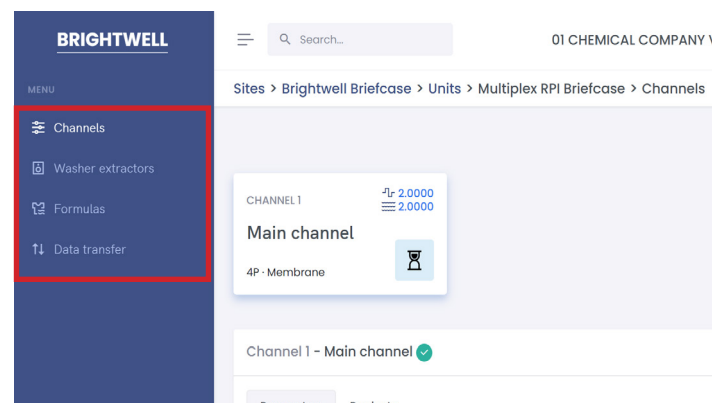 BRIGHTWELL
Search...
01 CHEMICAL COMPANY
MENU
Sites > Brightwell Briefcase > Units > Multiplex RPI Briefcase > Channels
Channels
Washer extractors
Formulas
Data transfer
CHANNEL 1
2.0000
2.0000
Main channel
4P · Membrane
Channel 1 - Main channel